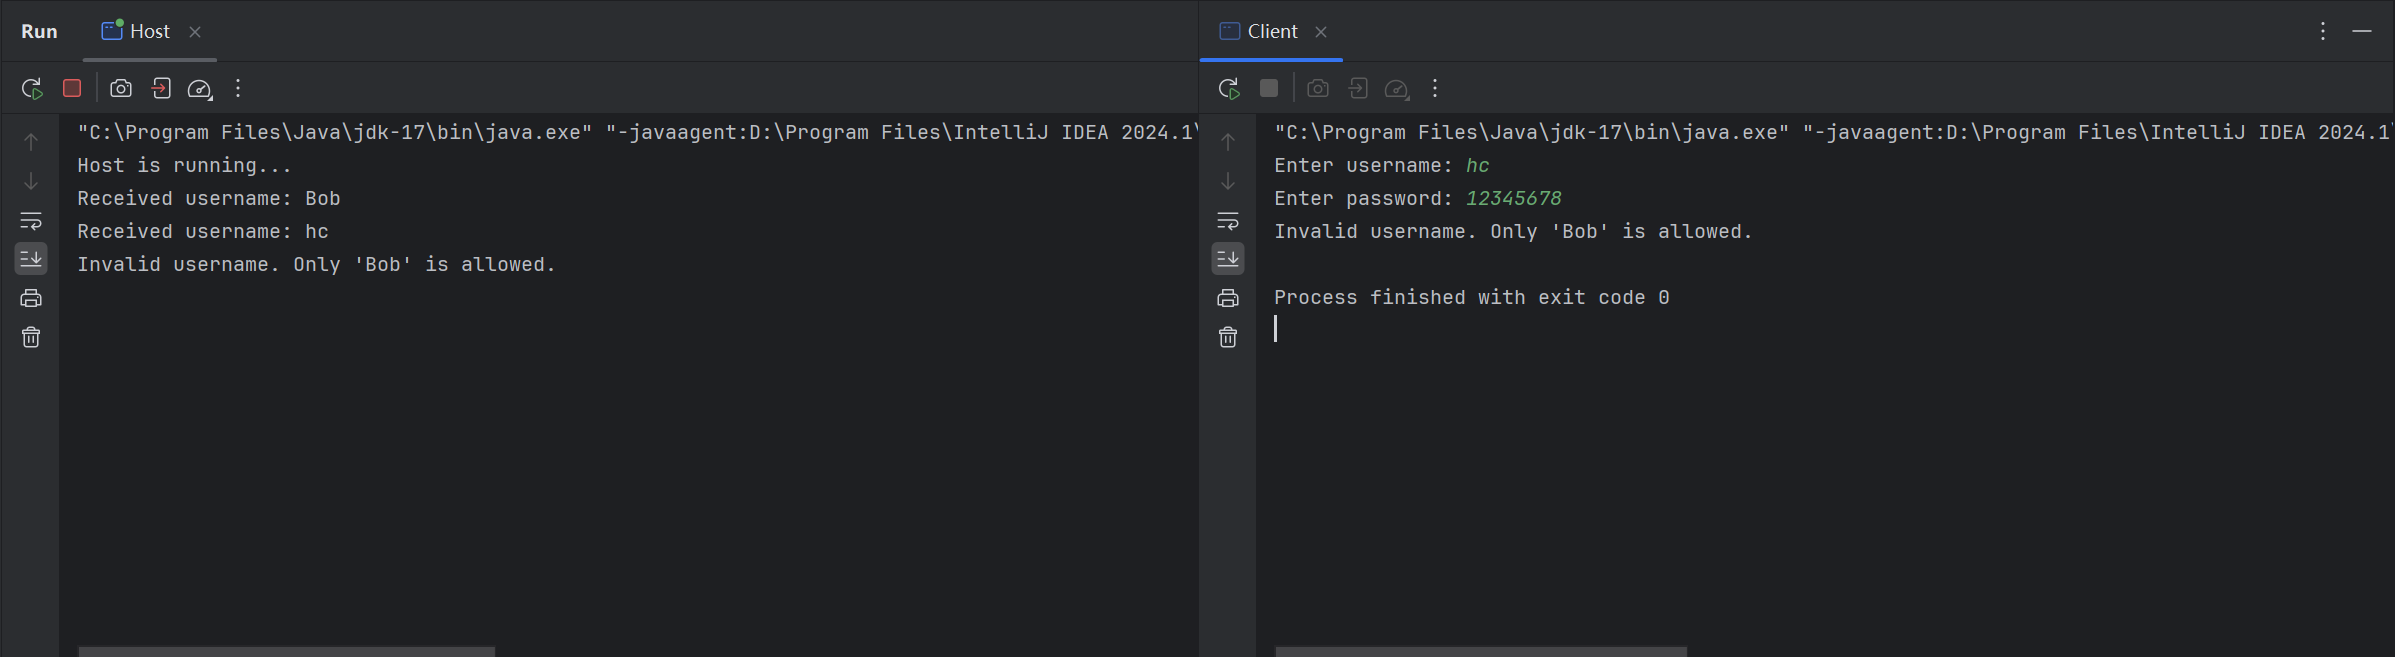 Run Host
"C:\Program Files\Java\jdk-17\bin\java.exe" "-javaagent:D:\Program Files\IntelliJ IDEA 2024.1\
Host is running...
Received username: Bob
Received username: hc
Invalid username. Only 'Bob' is allowed.
Client
"C:\Program Files\Java\jdk-17\bin\java.exe" "-javaagent:D:\Program Files\IntelliJ IDEA 2024.1\
Enter username: hc
Enter password: 12345678
Invalid username. Only 'Bob' is allowed.
Process finished with exit code 0